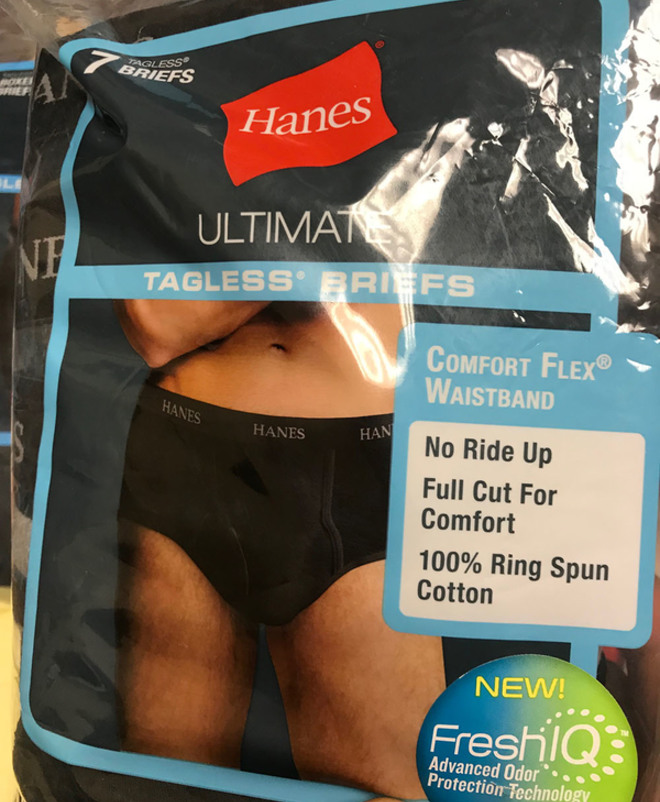 7 TAGLESS®
BRIEFS
Hanes®
ULTIMATE
TAGLESS® BRIEFS
COMFORT FLEX®
WAISTBAND
No Ride Up
Full Cut For
Comfort
100% Ring Spun
Cotton
HANES HANES HAN
NEW!
FreshIQ™
Advanced Odor
Protection Technology